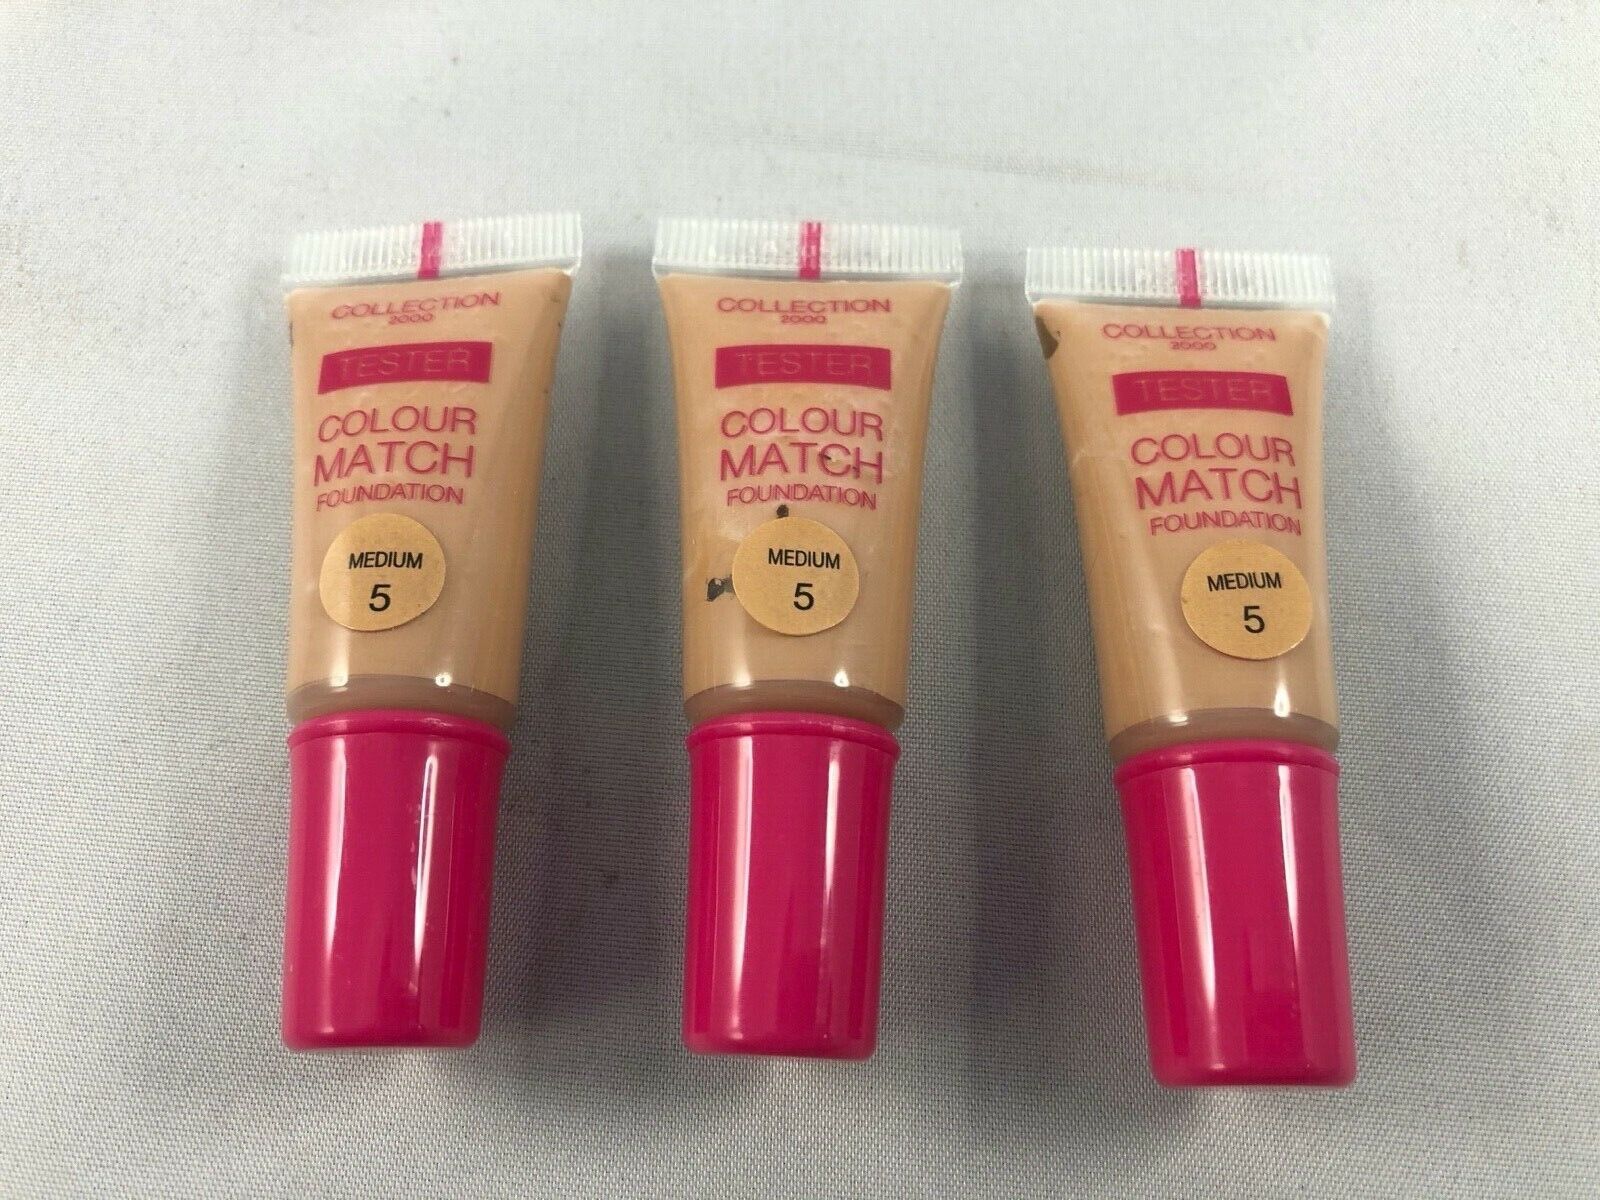 COLLECTION
2000
TESTER
COLOUR
MATCH
FOUNDATION
MEDIUM
5
COLLECTION
2000
TESTER
COLOUR
MATCH
FOUNDATION
MEDIUM
5
COLLECTION
2000
TESTER
COLOUR
MATCH
FOUNDATION
MEDIUM
5